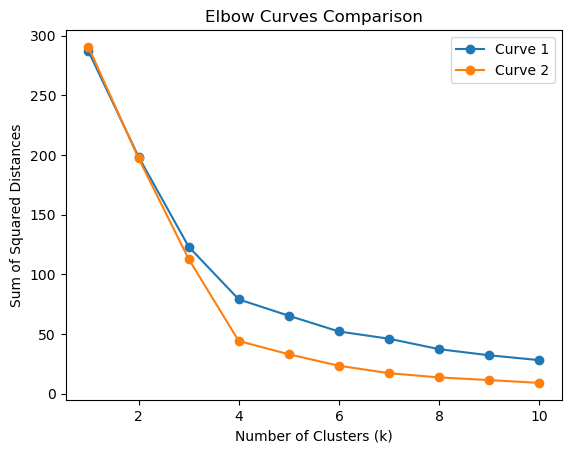 Elbow Curves Comparison
Curve 1
Curve 2
Sum of Squared Distances
300
250
200
150
100
50
0
2 4 6 8 10
Number of Clusters (k)